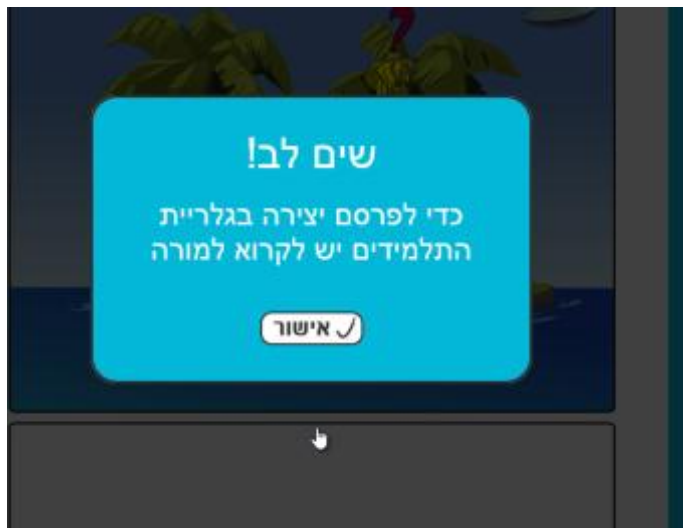 שים לב!
כדי לפרסם יצירה בגלריית
התלמידים יש לקרוא למורה
אישור